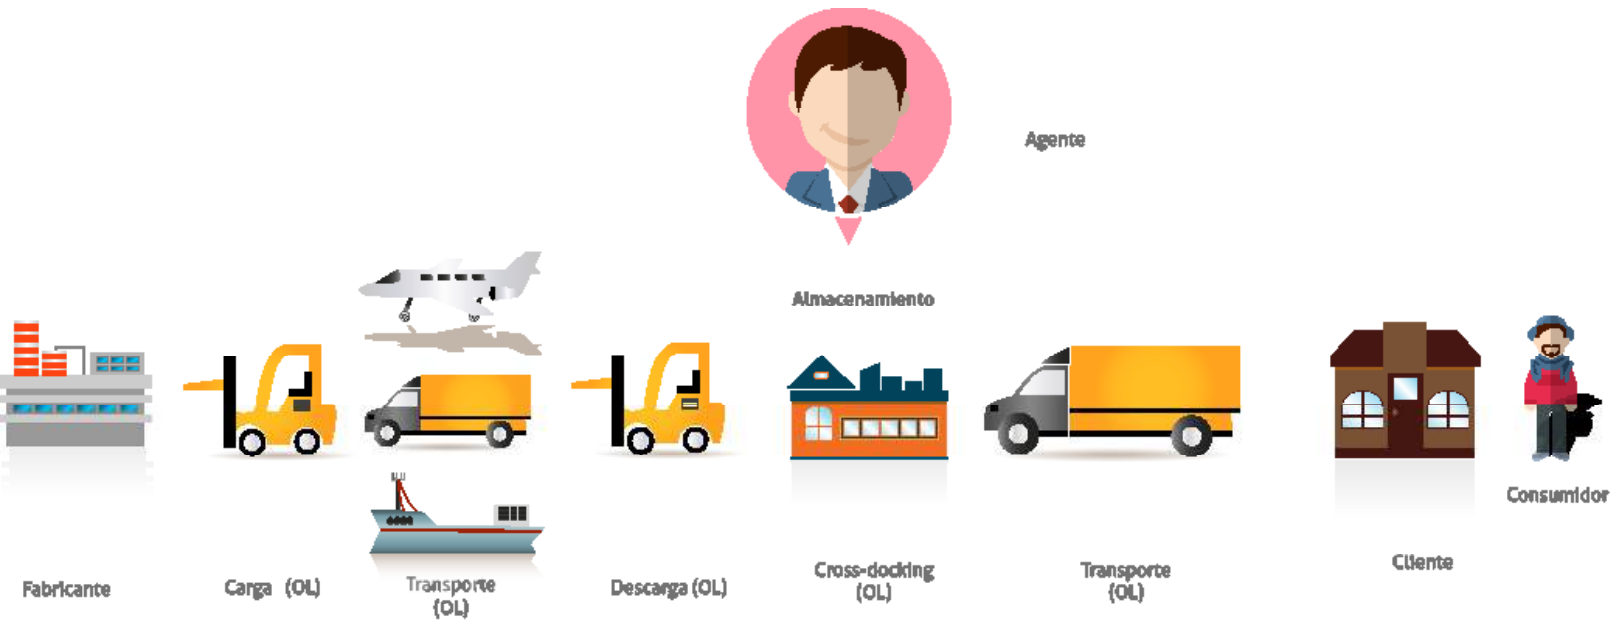 Agente
Almacenamiento
Consumidor
Fabricante
Carga (OL)
Transporte
(OL)
Descarga (OL)
Cross-docking
(OL)
Transporte
(OL)
Cliente